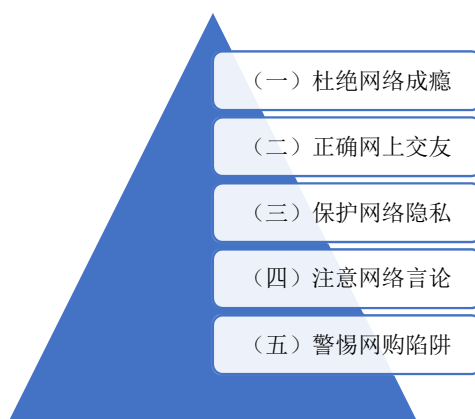 （一）杜绝网络成瘾
（二）正确网上交友
（三）保护网络隐私
（四）注意网络言论
（五）警惕网购陷阱